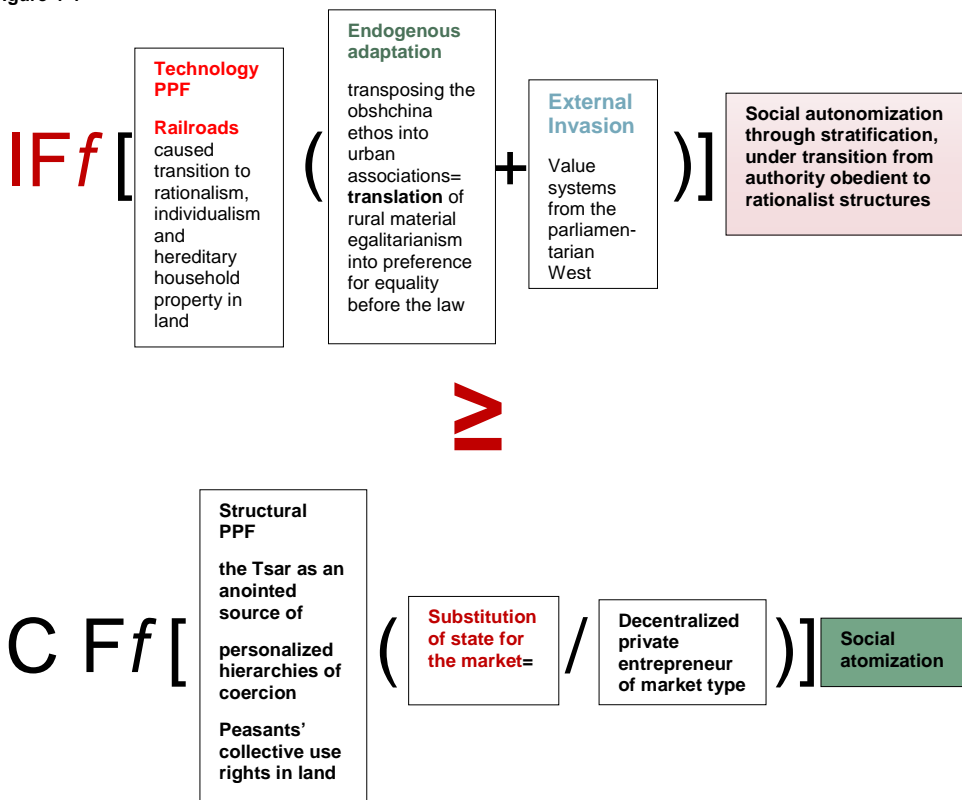 Figure
IFf [
Technology
PPF
Railroads
caused
transition to
rationalism,
individualism
and
hereditary
household
property in
land
(
Endogenous
adaptation
transposing the
obshchina
ethos into
urban
associations=
translation of
rural material
egalitarianism
into preference
for equality
before the law
+
External
Invasion
Value
systems
from the
parliamen-
tarian
West
)]
Social autonomization
through stratification,
under transition from
authority obedient to
rationalist structures
≥
C Ff [
Structural
PPF
the Tsar as an
anointed
source of
personalized
hierarchies of
coercion
Peasants'
collective use
rights in land
(
Substitution
of state for
the market=
/
Decentralized
private
entrepreneur
of market type
)]
Social
atomization